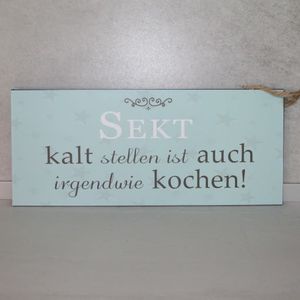 SEKT
kalt stellen ist auch
irgendwie kochen!